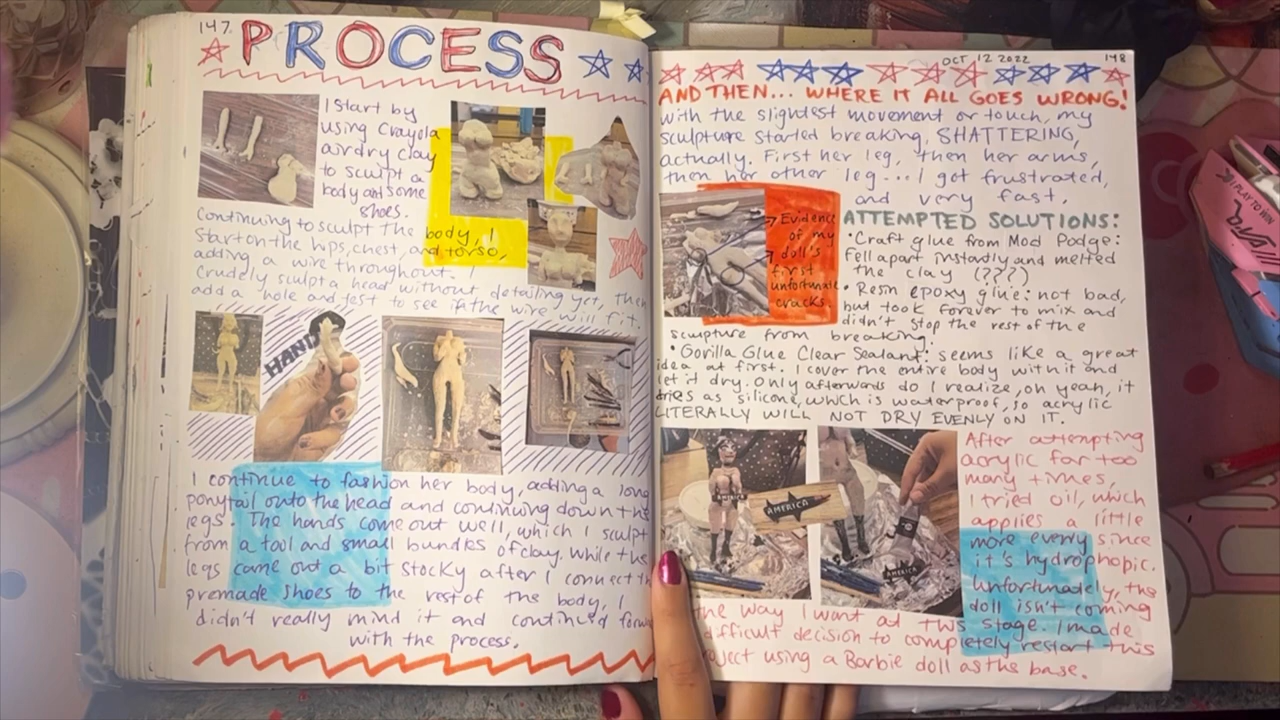 147.
PROCESS
I start by
using Crayola
airdry clay
to sculpt a
body and some
shoes.
Continuing to sculpt the body, I
start on the hips, chest, and torso,
adding a wire throughout. I
crudely sculpt a head without detailing yet, then
add a hole and test to see if the wire will fit.
HAND
I continue to fashion her body, adding a long
ponytail onto the head and continuing down the
legs. The hands come out well, which I sculpt
from a tool and small bundles of clay. While the
legs came out a bit stocky after I connect the
premade shoes to the rest of the body, I
didn't really mind it and continued forward
with the process.
OCT 12 2022
148
AND THEN... WHERE IT ALL GOES WRONG!
with the slightest movement or touch, my
sculpture started breaking, SHATTERING,
actually. First her leg, then her arms,
then her other leg... I got frustrated,
and very fast.
Evidence
of my
doll's
first
unfortunate
cracks.
ATTEMPTED SOLUTIONS:
• Craft glue from Mod Podge:
fell apart instantly and melted
the clay (???)
• Resin epoxy glue: not bad,
but took forever to mix and
didn't stop the rest of the
sculpture from breaking.
• Gorilla Glue Clear Sealant: seems like a great
idea at first. I cover the entire body with it and
let it dry. Only afterwards do I realize, oh yeah, it
dries as silicone, which is waterproof, so acrylic
LITERALLY WILL NOT DRY EVENLY ON IT.
AMERICA
AMERICA
AMERICA
After attempting
acrylic far too
many times,
I tried oil, which
applies a little
more evenly since
it's hydrophopic.
Unfortunately, the
doll isn't coming
the way I want at this stage. I made
difficult decision to completely restart this
project using a Barbie doll as the base.
I PLAY TO WIN